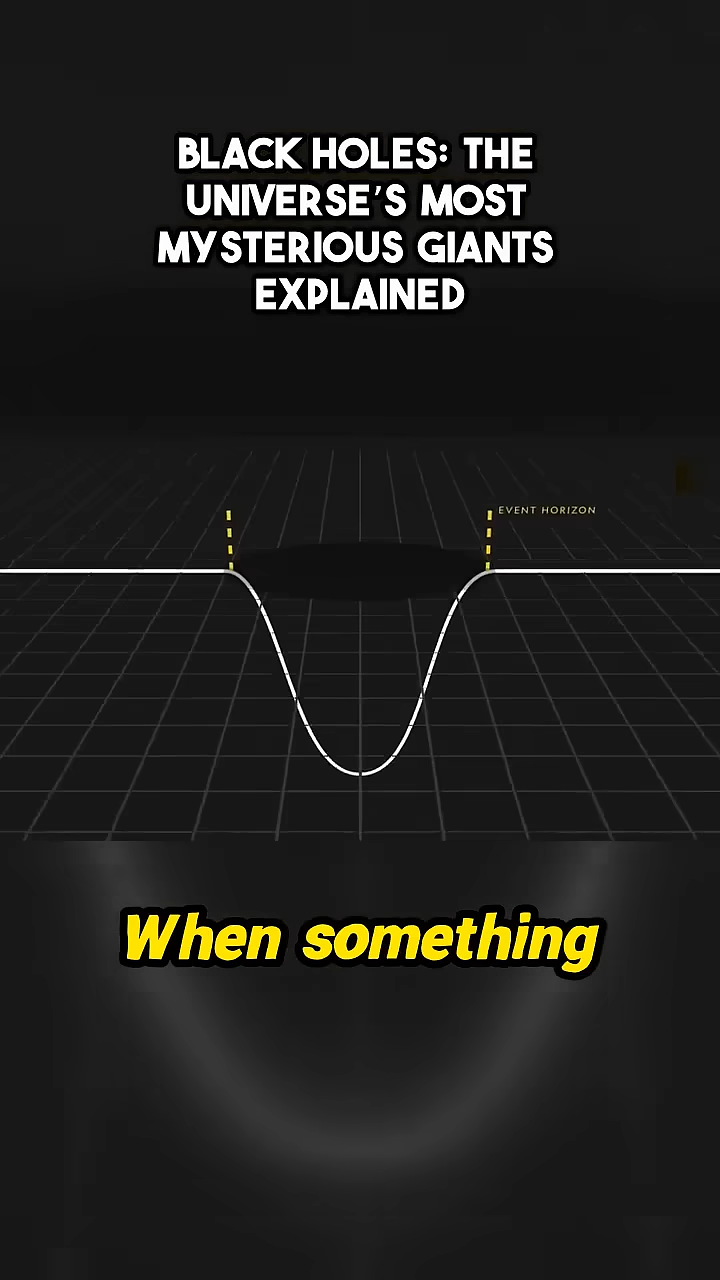 BLACK HOLES: THE
UNIVERSE'S MOST
MYSTERIOUS GIANTS
EXPLAINED
EVENT HORIZON
When something